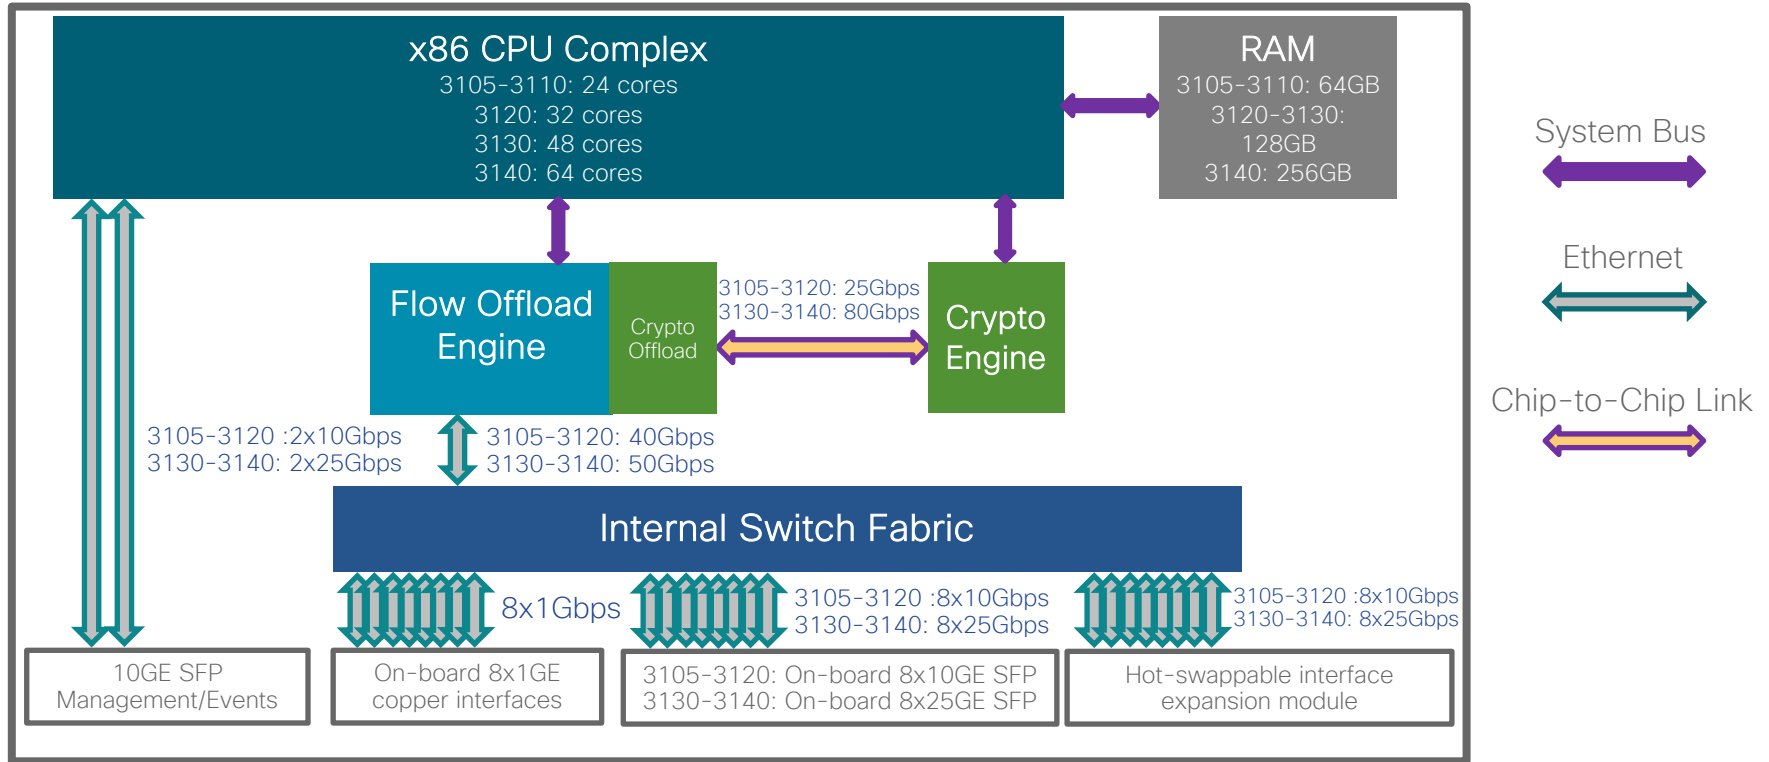 x86 CPU Complex
3105-3110: 24 cores
3120: 32 cores
3130: 48 cores
3140: 64 cores
RAM
3105-3110: 64GB
3120-3130:
128GB
3140: 256GB
System Bus
Ethernet
Chip-to-Chip Link
Flow Offload
Engine
Crypto
Offload
3105-3120: 25Gbps
3130-3140: 80Gbps
Crypto
Engine
3105-3120 :2x10Gbps
3130-3140: 2x25Gbps
3105-3120: 40Gbps
3130-3140: 50Gbps
Internal Switch Fabric
8x1Gbps
3105-3120 :8x10Gbps
3130-3140: 8x25Gbps
3105-3120 :8x10Gbps
3130-3140: 8x25Gbps
10GE SFP
Management/Events
On-board 8x1GE
copper interfaces
3105-3120: On-board 8x10GE SFP
3130-3140: On-board 8x25GE SFP
Hot-swappable interface
expansion module